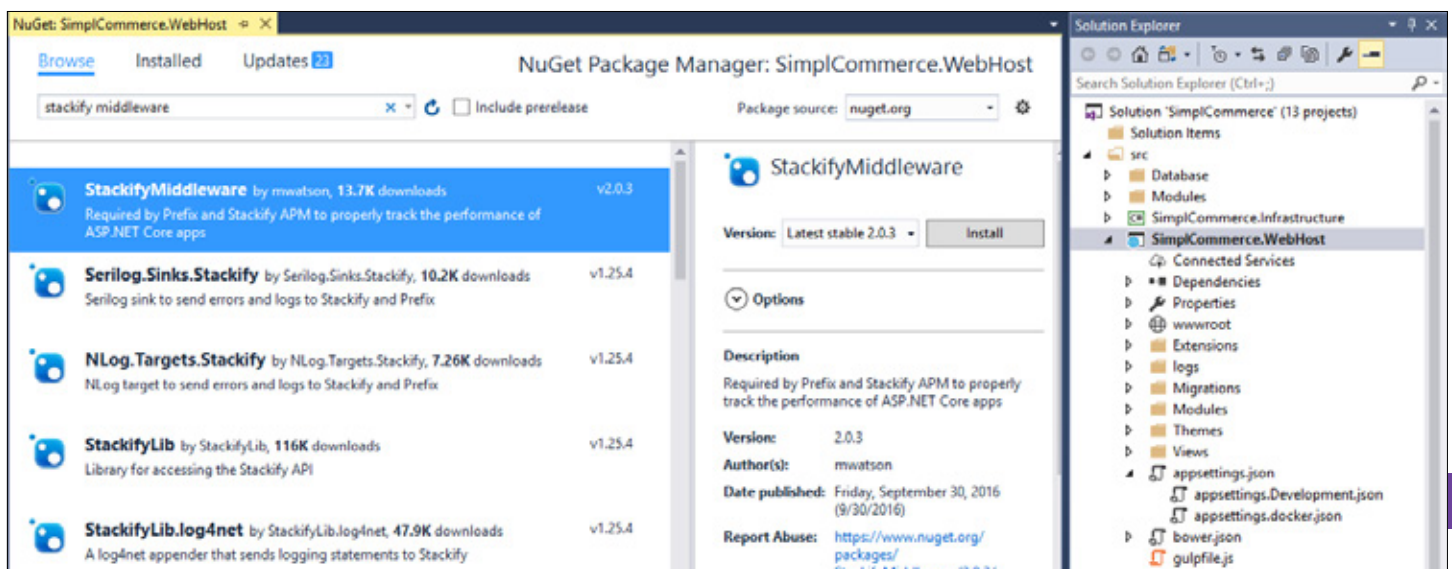 NuGet: SimplCommerce.WebHost
Browse Installed Updates 23
NuGet Package Manager: SimplCommerce.WebHost
stackify middleware
Include prerelease
Package source: nuget.org
StackifyMiddleware by mwatson, 13.7K downloads v2.0.3
Required by Prefix and Stackify APM to properly track the performance of
ASP.NET Core apps
Serilog.Sinks.Stackify by Serilog.Sinks.Stackify, 10.2K downloads v1.25.4
Serilog sink to send errors and logs to Stackify and Prefix
NLog.Targets.Stackify by NLog.Targets.Stackify, 7.26K downloads v1.25.4
NLog target to send errors and logs to Stackify and Prefix
StackifyLib by StackifyLib, 116K downloads v1.25.4
Library for accessing the Stackify API
StackifyLib.log4net by StackifyLib.log4net, 47.9K downloads v1.25.4
A log4net appender that sends logging statements to Stackify
StackifyMiddleware
Version: Latest stable 2.0.3 Install
Options
Description
Required by Prefix and Stackify APM to properly
track the performance of ASP.NET Core apps
Version: 2.0.3
Author(s): mwatson
Date published: Friday, September 30, 2016
(9/30/2016)
Report Abuse: https://www.nuget.org/
packages/
Solution Explorer
Search Solution Explorer (Ctrl+;)
Solution 'SimplCommerce' (13 projects)
Solution Items
src
Database
Modules
C# SimplCommerce.Infrastructure
SimplCommerce.WebHost
Connected Services
Dependencies
Properties
wwwroot
Extensions
logs
Migrations
Modules
Themes
Views
appsettings.json
appsettings.Development.json
appsettings.docker.json
bower.json
gulpfile.js